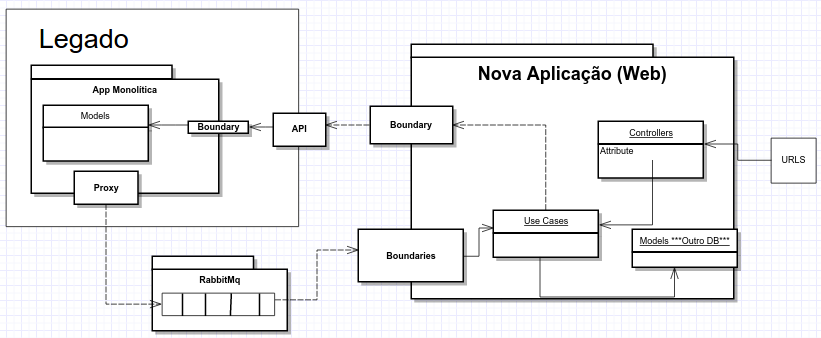 Legado
App Monolítica
Models
Boundary
API
Proxy
RabbitMq
Nova Aplicação (Web)
Boundary
Controllers
Attribute
URLS
Use Cases
Boundaries
Models ***Outro DB***